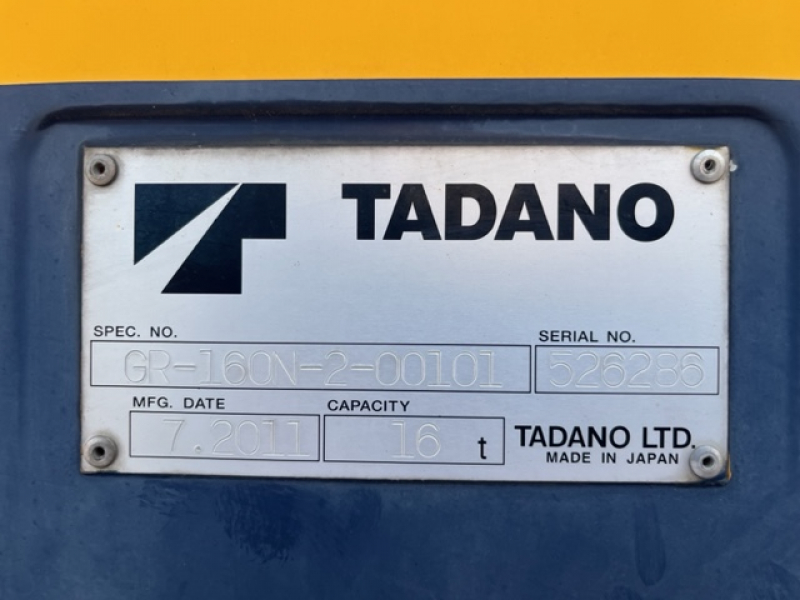 TADANO
SPEC. NO.
SERIAL NO.
GR-160N-2-00101
526286
MFG. DATE
CAPACITY
7.2011
16 t
TADANO LTD.
MADE IN JAPAN